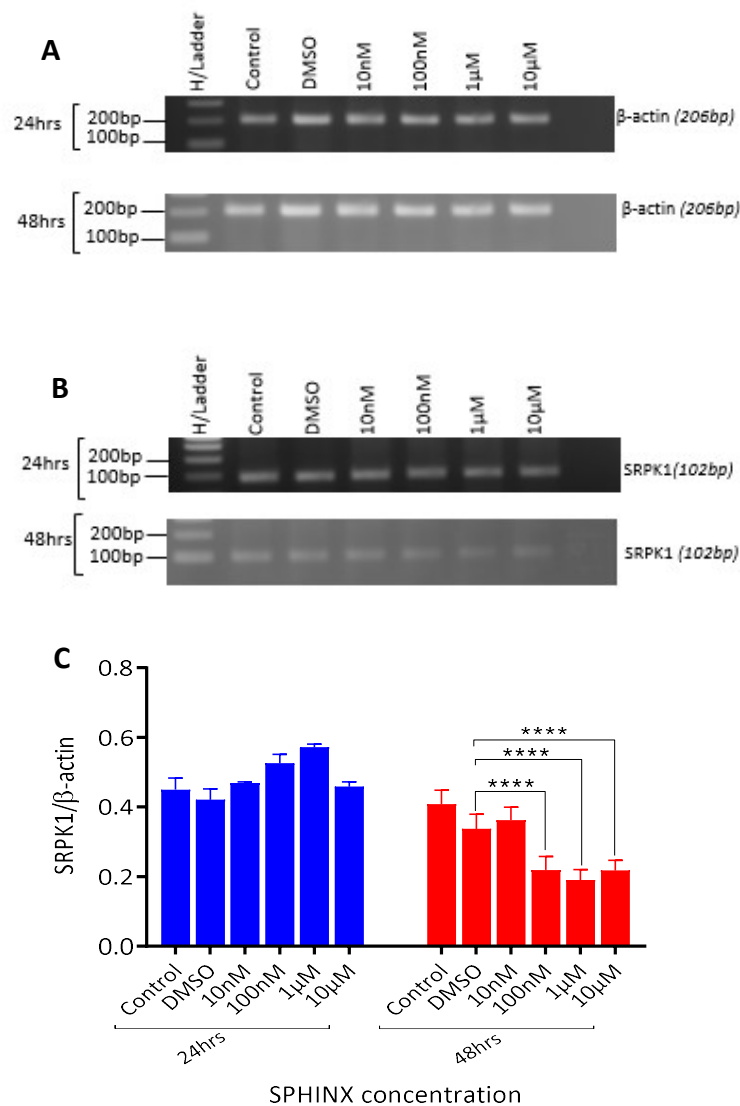 A
H/Ladder
Control
DMSO
10nM
100nM
1µM
10µM
24hrs
200bp
100bp
β-actin (206bp)
48hrs
200bp
100bp
β-actin (206bp)
B
H/Ladder
Control
DMSO
10nM
100nM
1µM
10µM
24hrs
200bp
100bp
SRPK1(102bp)
48hrs
200bp
100bp
SRPK1 (102bp)
C
SRPK1/β-actin
0.8
0.6
0.4
0.2
0.0
****
****
****
Control
DMSO
10nM
100nM
1µM
10µM
Control
DMSO
10nM
100nM
1µM
10µM
24hrs
48hrs
SPHINX concentration